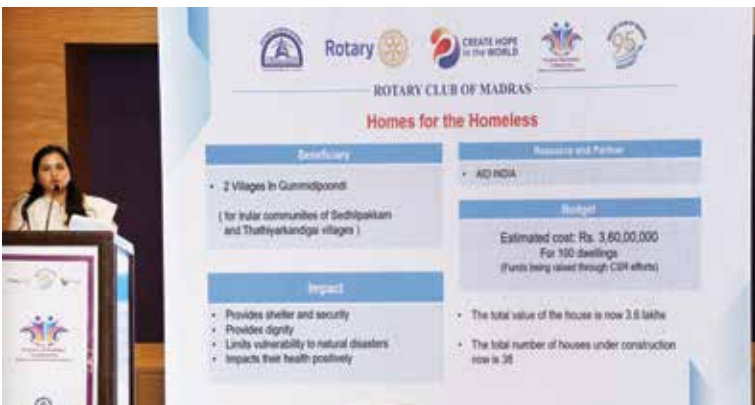 Rotary
CREATE HOPE
in the WORLD
95
ROTARY CLUB OF MADRAS
Homes for the Homeless
Beneficiary
• 2 Villages In Gummidipoondi
( for Irular communities of Sedhilpakkam
and Thathiyarkandigai villages )
Impact
• Provides shelter and security
• Provides dignity
• Limits vulnerability to natural disasters
• Impacts their health positively
Resource and Partner
• AID INDIA
Budget
Estimated cost: Rs. 3,60,00,000
For 100 dwellings
(Funds being raised through CSR efforts)
• The total value of the house is now 3.6 lakhs
• The total number of houses under construction
now is 38